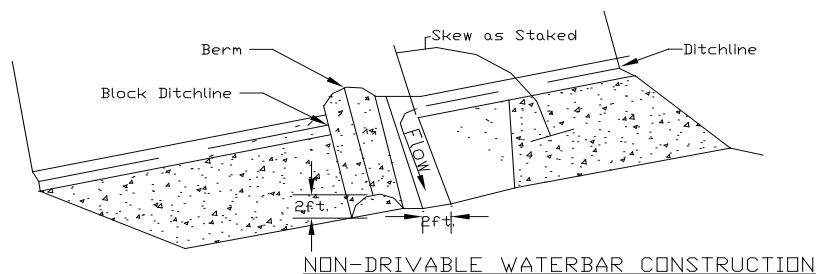 Skew as Staked
Berm
Ditchline
Block Ditchline
FLOW
2ft.
2ft.
NON-DRIVABLE WATERBAR CONSTRUCTION